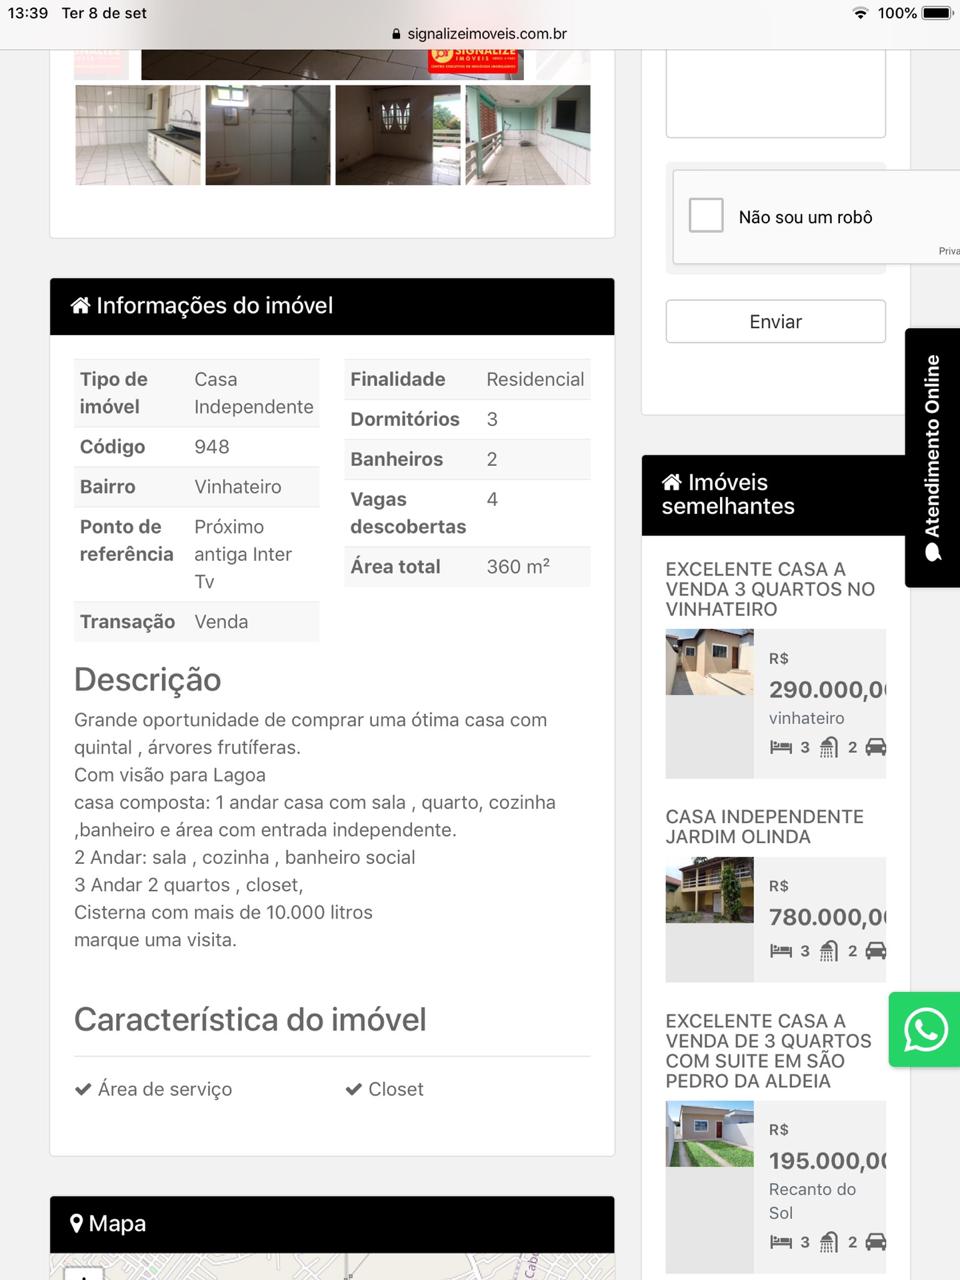 13:39 Ter 8 de set
100%
signalizeimoveis.com.br
SIGNALIZE
IMÓVEIS
Não sou um robô
Priva
Enviar
Informações do imóvel
Tipo de imóvel Casa Independente
Código 948
Bairro Vinhateiro
Ponto de referência Próximo antiga Inter Tv
Transação Venda
Finalidade Residencial
Dormitórios 3
Banheiros 2
Vagas descobertas 4
Área total 360 m²
Descrição
Grande oportunidade de comprar uma ótima casa com
quintal , árvores frutíferas.
Com visão para Lagoa
casa composta: 1 andar casa com sala , quarto, cozinha
,banheiro e área com entrada independente.
2 Andar: sala , cozinha , banheiro social
3 Andar 2 quartos , closet,
Cisterna com mais de 10.000 litros
marque uma visita.
Característica do imóvel
Área de serviço
Closet
Mapa
Atendimento Online
Imóveis
semelhantes
EXCELENTE CASA A
VENDA 3 QUARTOS NO
VINHATEIRO
R$
290.000,0
vinhateiro
3 2
CASA INDEPENDENTE
JARDIM OLINDA
R$
780.000,0
3 2
EXCELENTE CASA A
VENDA DE 3 QUARTOS
COM SUITE EM SÃO
PEDRO DA ALDEIA
R$
195.000,0
Recanto do
Sol
3 2